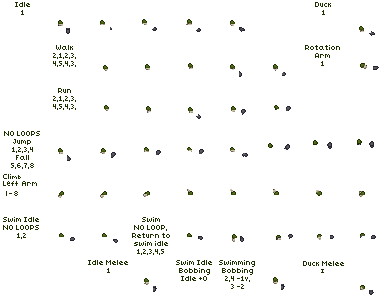 Idle
1
Duck
1
Walk
2,1,2,3,
4,5,4,3,
Rotation
Arm
1
Run
2,1,2,3,
4,5,4,3,
NO LOOPS
Jump
1,2,3,4
Fall
5,6,7,8
Climb
Left Arm
1-8
Swim Idle
NO LOOPS
1,2
Swim
NO LOOP,
Return to
swim idle
1,2,3,4,5
Swim Idle
Bobbing
Idle +0
Swimming
Bobbing
2,4 -1v,
3 -2
Idle Melee
1
Duck Melee
1